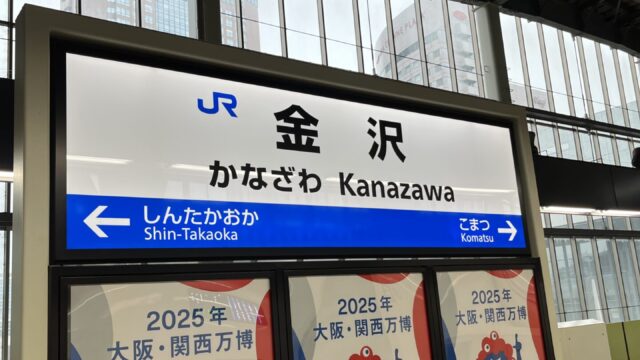 JR
金沢
かなざわ Kanazawa
← しんたかおか
Shin-Takaoka
こまつ →
Komatsu
2025年
大阪・関西万博
2025年
大阪・関西万博
2025年
大阪・関西万博